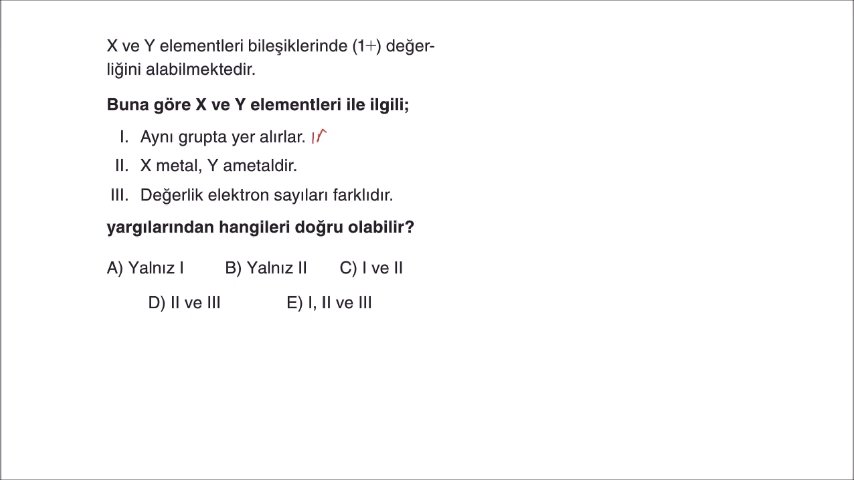 X ve Y elementleri bileşiklerinde (1+) değer-
liğini alabilmektedir.
Buna göre X ve Y elementleri ile ilgili;
I. Aynı grupta yer alırlar.
II. X metal, Y ametaldir.
III. Değerlik elektron sayıları farklıdır.
yargılarından hangileri doğru olabilir?
A) Yalnız I B) Yalnız II C) I ve II
D) II ve III E) I, II ve III